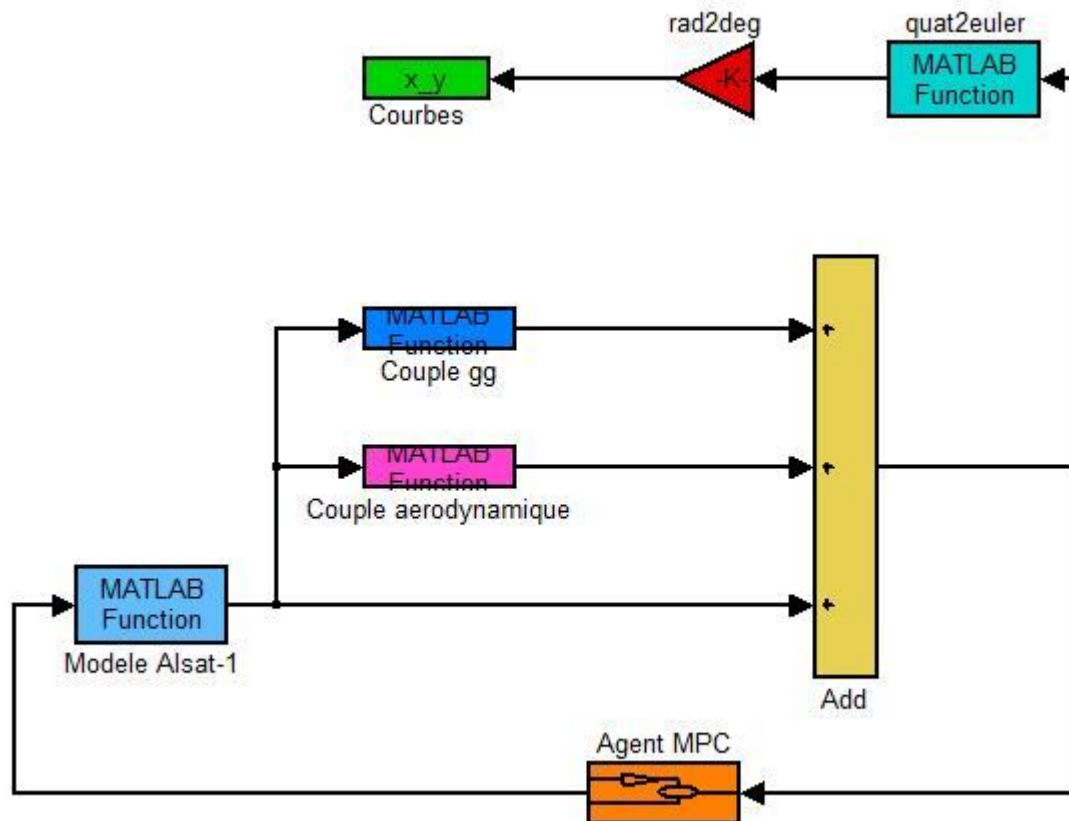 rad2deg
quat2euler
x_y
-K-
MATLAB
Function
Courbes
MATLAB
Function
Couple gg
MATLAB
Function
Couple aerodynamique
MATLAB
Function
Modele Alsat-1
Add
Agent MPC